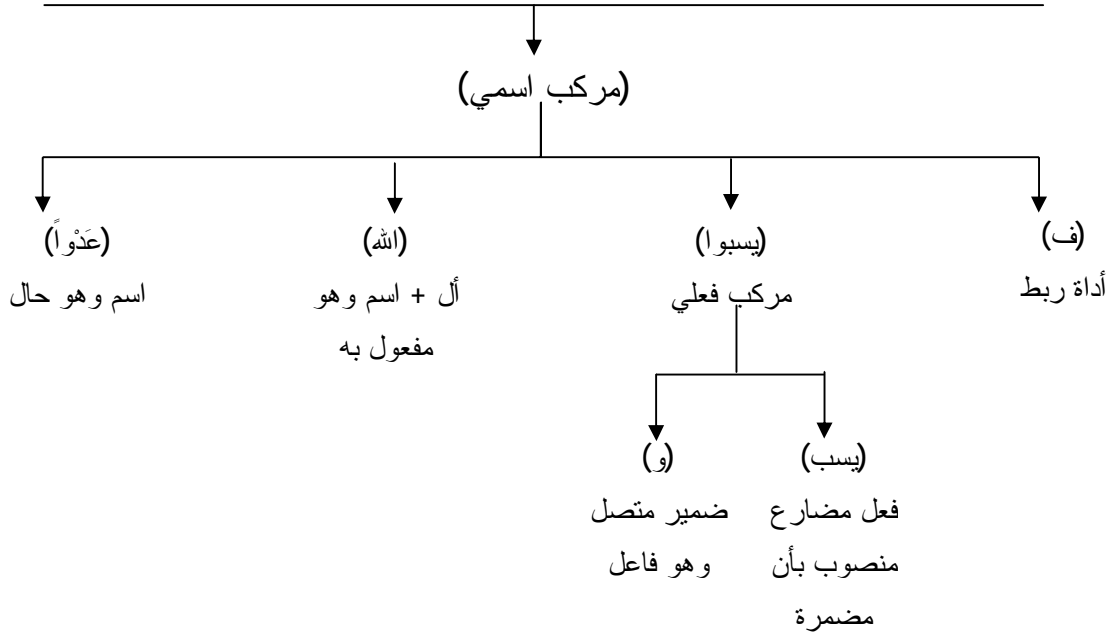 (مركب اسمي)
(ف)
أداة ربط
(يسبوا)
مركب فعلي
(الله)
أل + اسم وهو
مفعول به
(عَدْواً)
اسم وهو حال
(يسب)
فعل مضارع
منصوب بأن
مضمرة
(و)
ضمير متصل
وهو فاعل